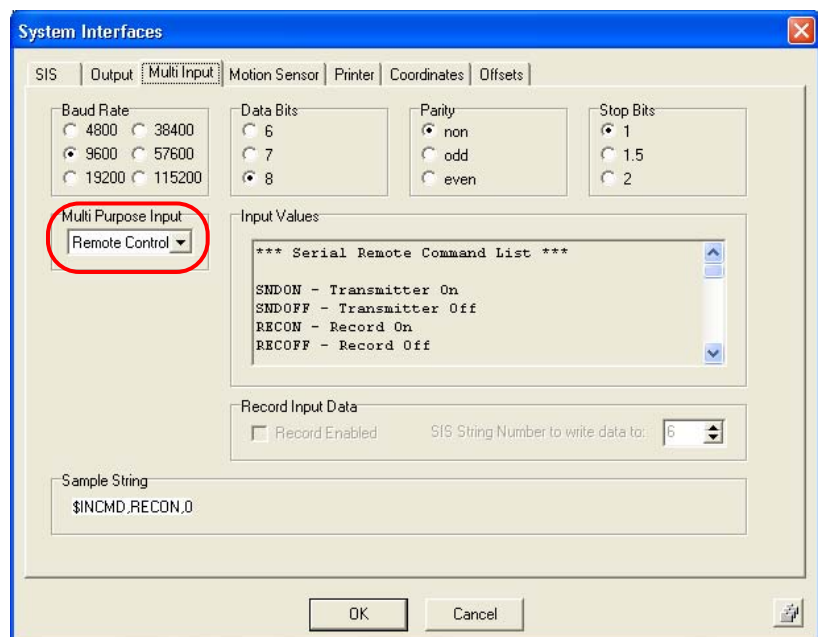 System Interfaces
SIS Output Multi Input Motion Sensor Printer Coordinates Offsets
Baud Rate
4800 38400
9600 57600
19200 115200
Data Bits
6
7
8
Parity
non
odd
even
Stop Bits
1
1.5
2
Multi Purpose Input
Remote Control
Input Values
*** Serial Remote Command List ***
SNDON - Transmitter On
SNDOFF - Transmitter Off
RECON - Record On
RECOFF - Record Off
Record Input Data
Record Enabled SIS String Number to write data to: 6
Sample String
$INCMD,RECON,0
OK Cancel